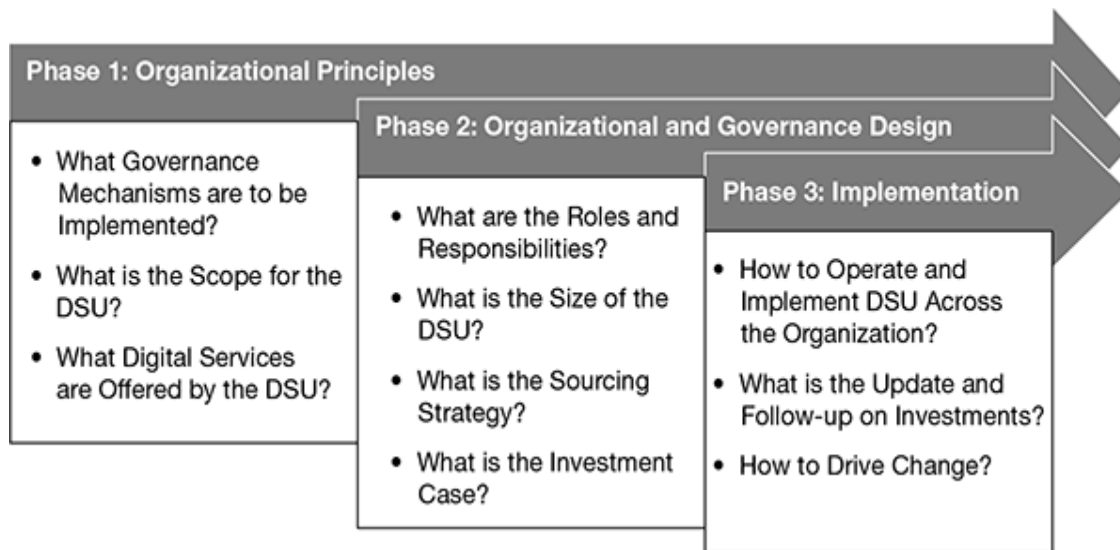 Phase 1: Organizational Principles
• What Governance
Mechanisms are to be
Implemented?
• What is the Scope for the
DSU?
• What Digital Services
are Offered by the DSU?
Phase 2: Organizational and Governance Design
• What are the Roles and
Responsibilities?
• What is the Size of the
DSU?
• What is the Sourcing
Strategy?
• What is the Investment
Case?
Phase 3: Implementation
• How to Operate and
Implement DSU Across
the Organization?
• What is the Update and
Follow-up on Investments?
• How to Drive Change?